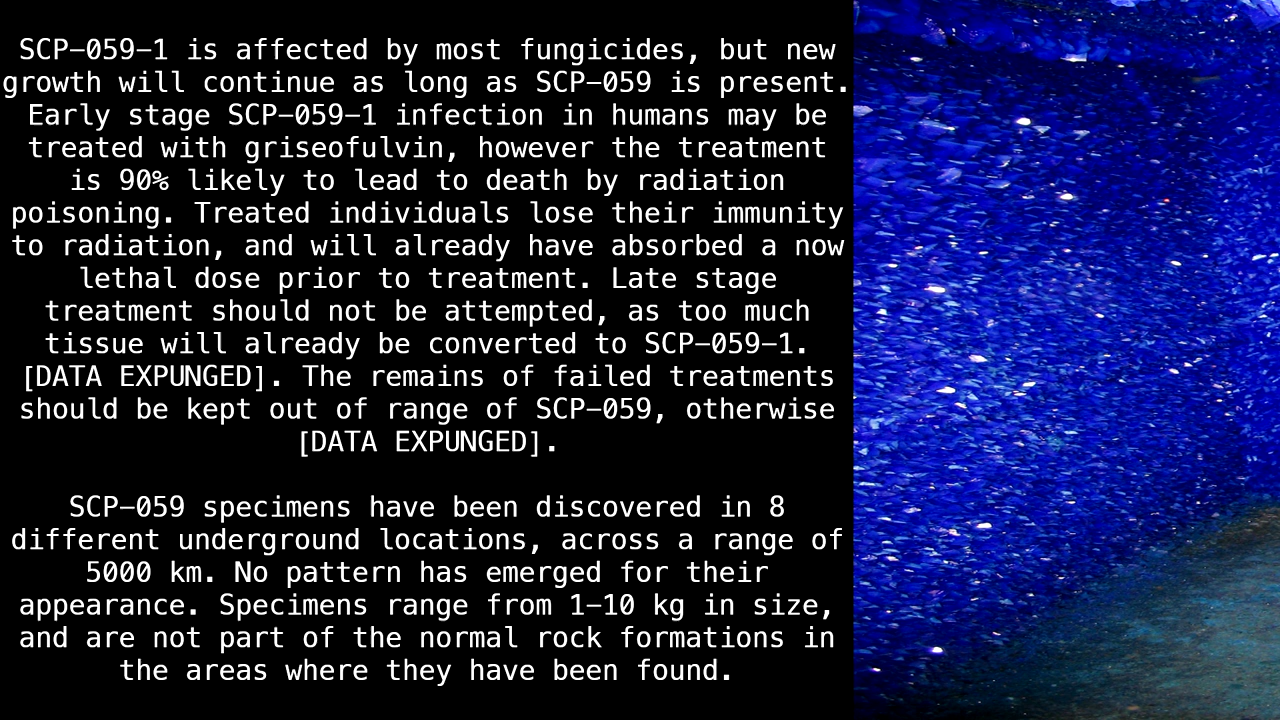 SCP-059-1 is affected by most fungicides, but new
growth will continue as long as SCP-059 is present.
Early stage SCP-059-1 infection in humans may be
treated with griseofulvin, however the treatment
is 90% likely to lead to death by radiation
poisoning. Treated individuals lose their immunity
to radiation, and will already have absorbed a now
lethal dose prior to treatment. Late stage
treatment should not be attempted, as too much
tissue will already be converted to SCP-059-1.
[DATA EXPUNGED]. The remains of failed treatments
should be kept out of range of SCP-059, otherwise
[DATA EXPUNGED].
SCP-059 specimens have been discovered in 8
different underground locations, across a range of
5000 km. No pattern has emerged for their
appearance. Specimens range from 1-10 kg in size,
and are not part of the normal rock formations in
the areas where they have been found.